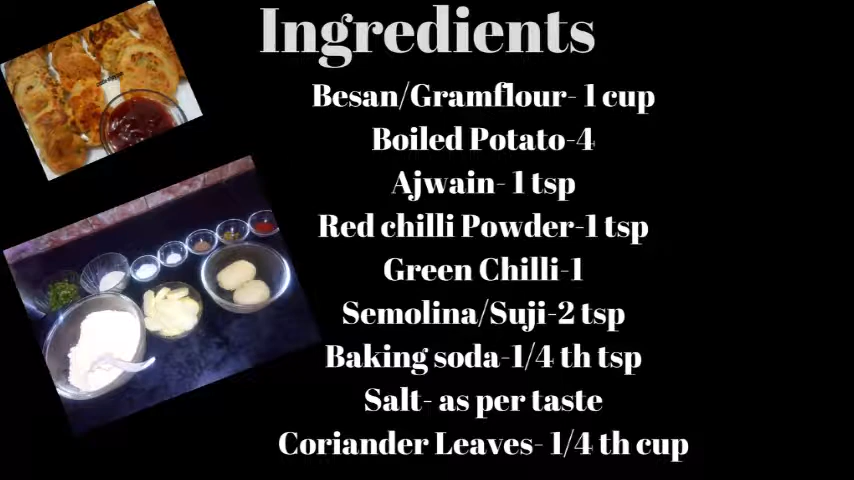 Ingredients
Besan/Gramflour- 1 cup
Boiled Potato-4
Ajwain- 1 tsp
Red chilli Powder-1 tsp
Green Chilli-1
Semolina/Suji-2 tsp
Baking soda-1/4 th tsp
Salt- as per taste
Coriander Leaves- 1/4 th cup